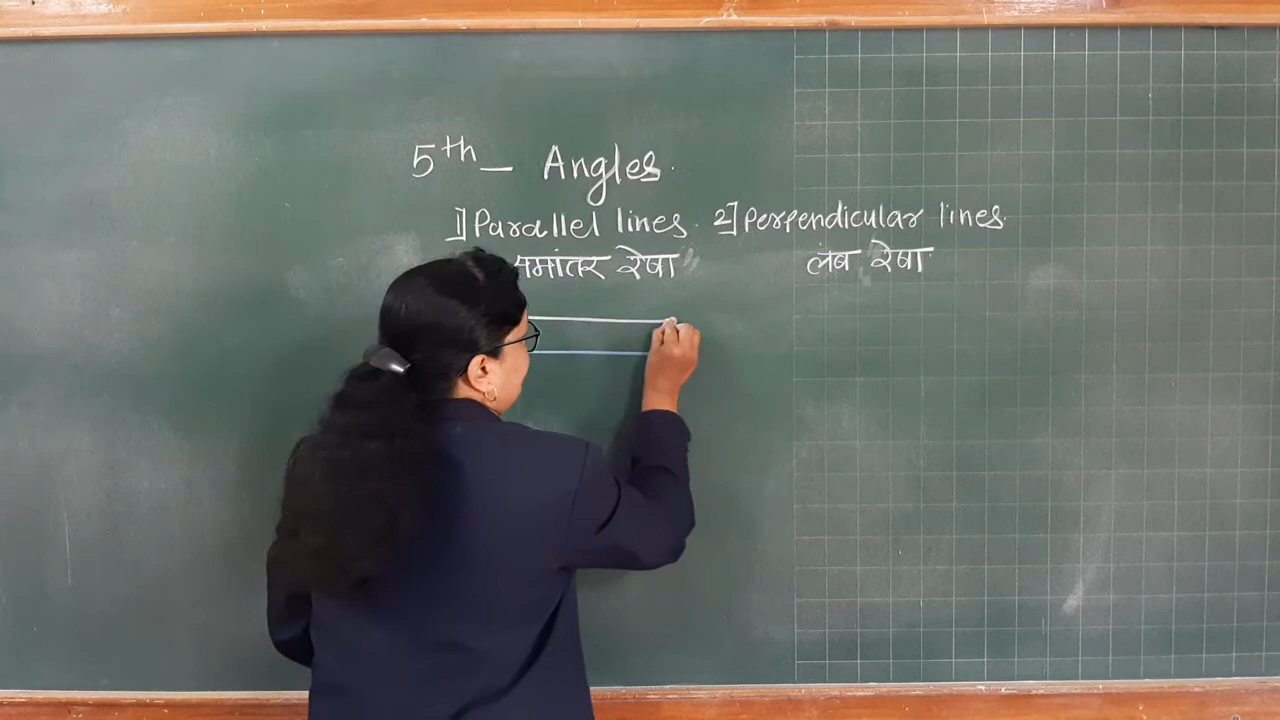 5th – Angles.
1] Parallel lines. 2] Perpendicular lines.
समांतर रेषा लंब रेषा